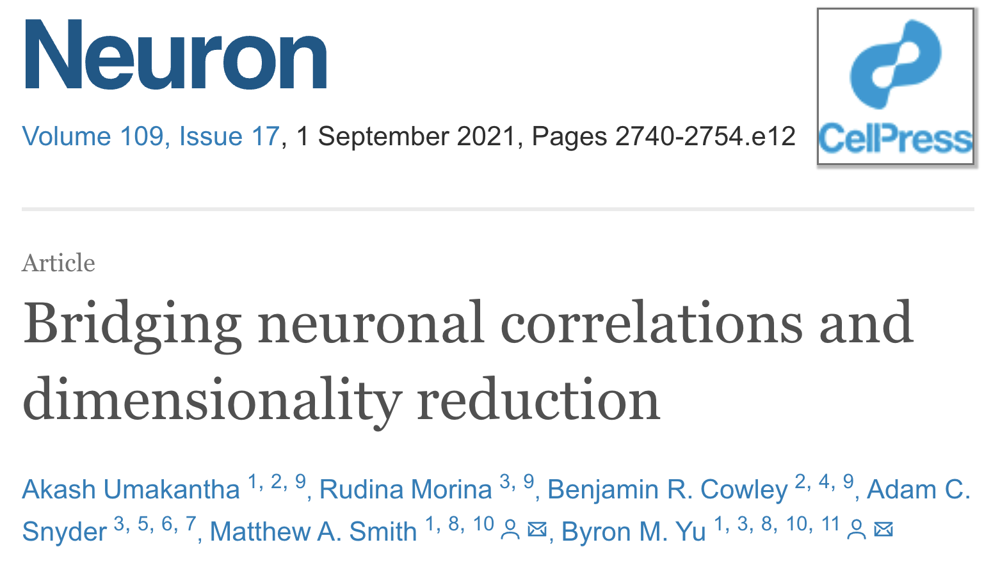 Neuron
Volume 109, Issue 17, 1 September 2021, Pages 2740-2754.e12
CellPress
Article
Bridging neuronal correlations and
dimensionality reduction
Akash Umakantha 1, 2, 9, Rudina Morina 3, 9, Benjamin R. Cowley 2, 4, 9, Adam C.
Snyder 3, 5, 6, 7, Matthew A. Smith 1, 8, 10, Byron M. Yu 1, 3, 8, 10, 11